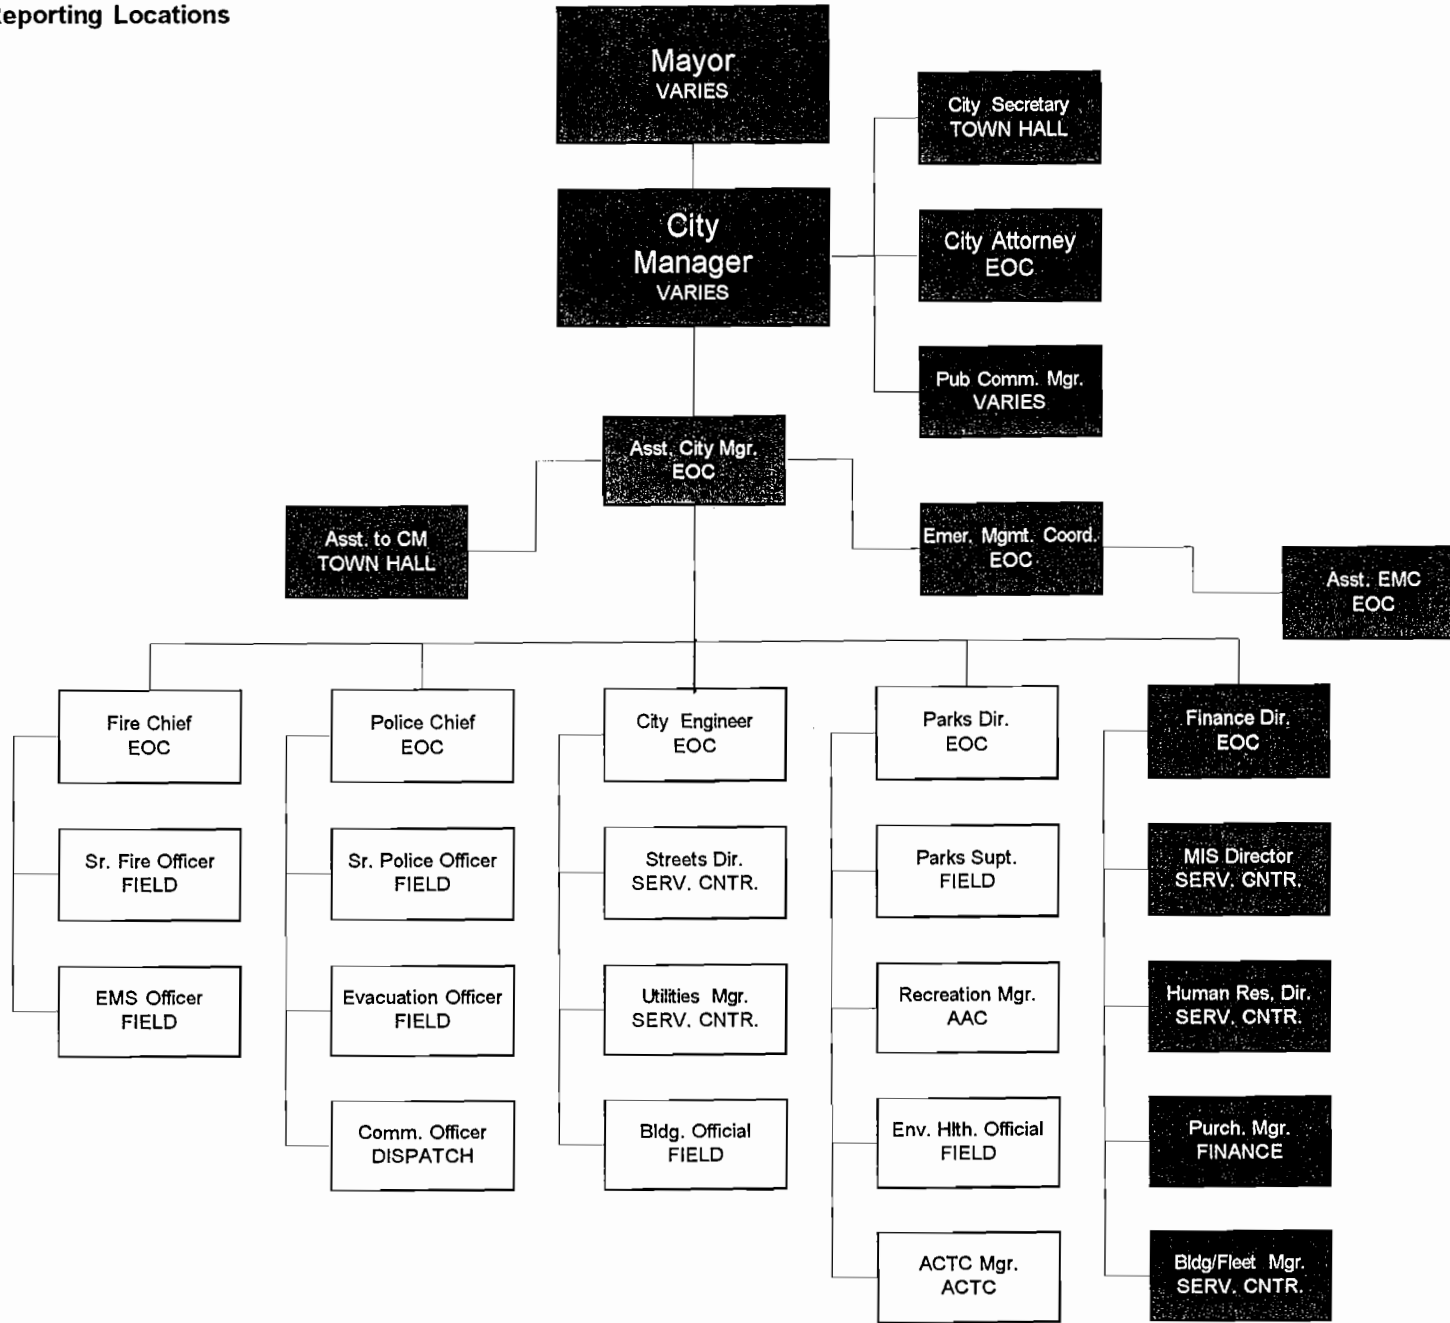 Reporting Locations
Mayor
VARIES
City Secretary
TOWN HALL
City
Manager
VARIES
City Attorney
EOC
Pub Comm. Mgr.
VARIES
Asst. City Mgr.
EOC
Asst. to CM
TOWN HALL
Emer. Mgmt. Coord.
EOC
Asst. EMC
EOC
Fire Chief
EOC
Police Chief
EOC
City Engineer
EOC
Parks Dir.
EOC
Finance Dir.
EOC
Sr. Fire Officer
FIELD
Sr. Police Officer
FIELD
Streets Dir.
SERV. CNTR.
Parks Supt.
FIELD
MIS Director
SERV. CNTR.
EMS Officer
FIELD
Evacuation Officer
FIELD
Utilities Mgr.
SERV. CNTR.
Recreation Mgr.
AAC
Human Res. Dir.
SERV. CNTR.
Comm. Officer
DISPATCH
Bldg. Official
FIELD
Env. Hlth. Official
FIELD
Purch. Mgr.
FINANCE
ACTC Mgr.
ACTC
Bldg/Fleet Mgr.
SERV. CNTR.